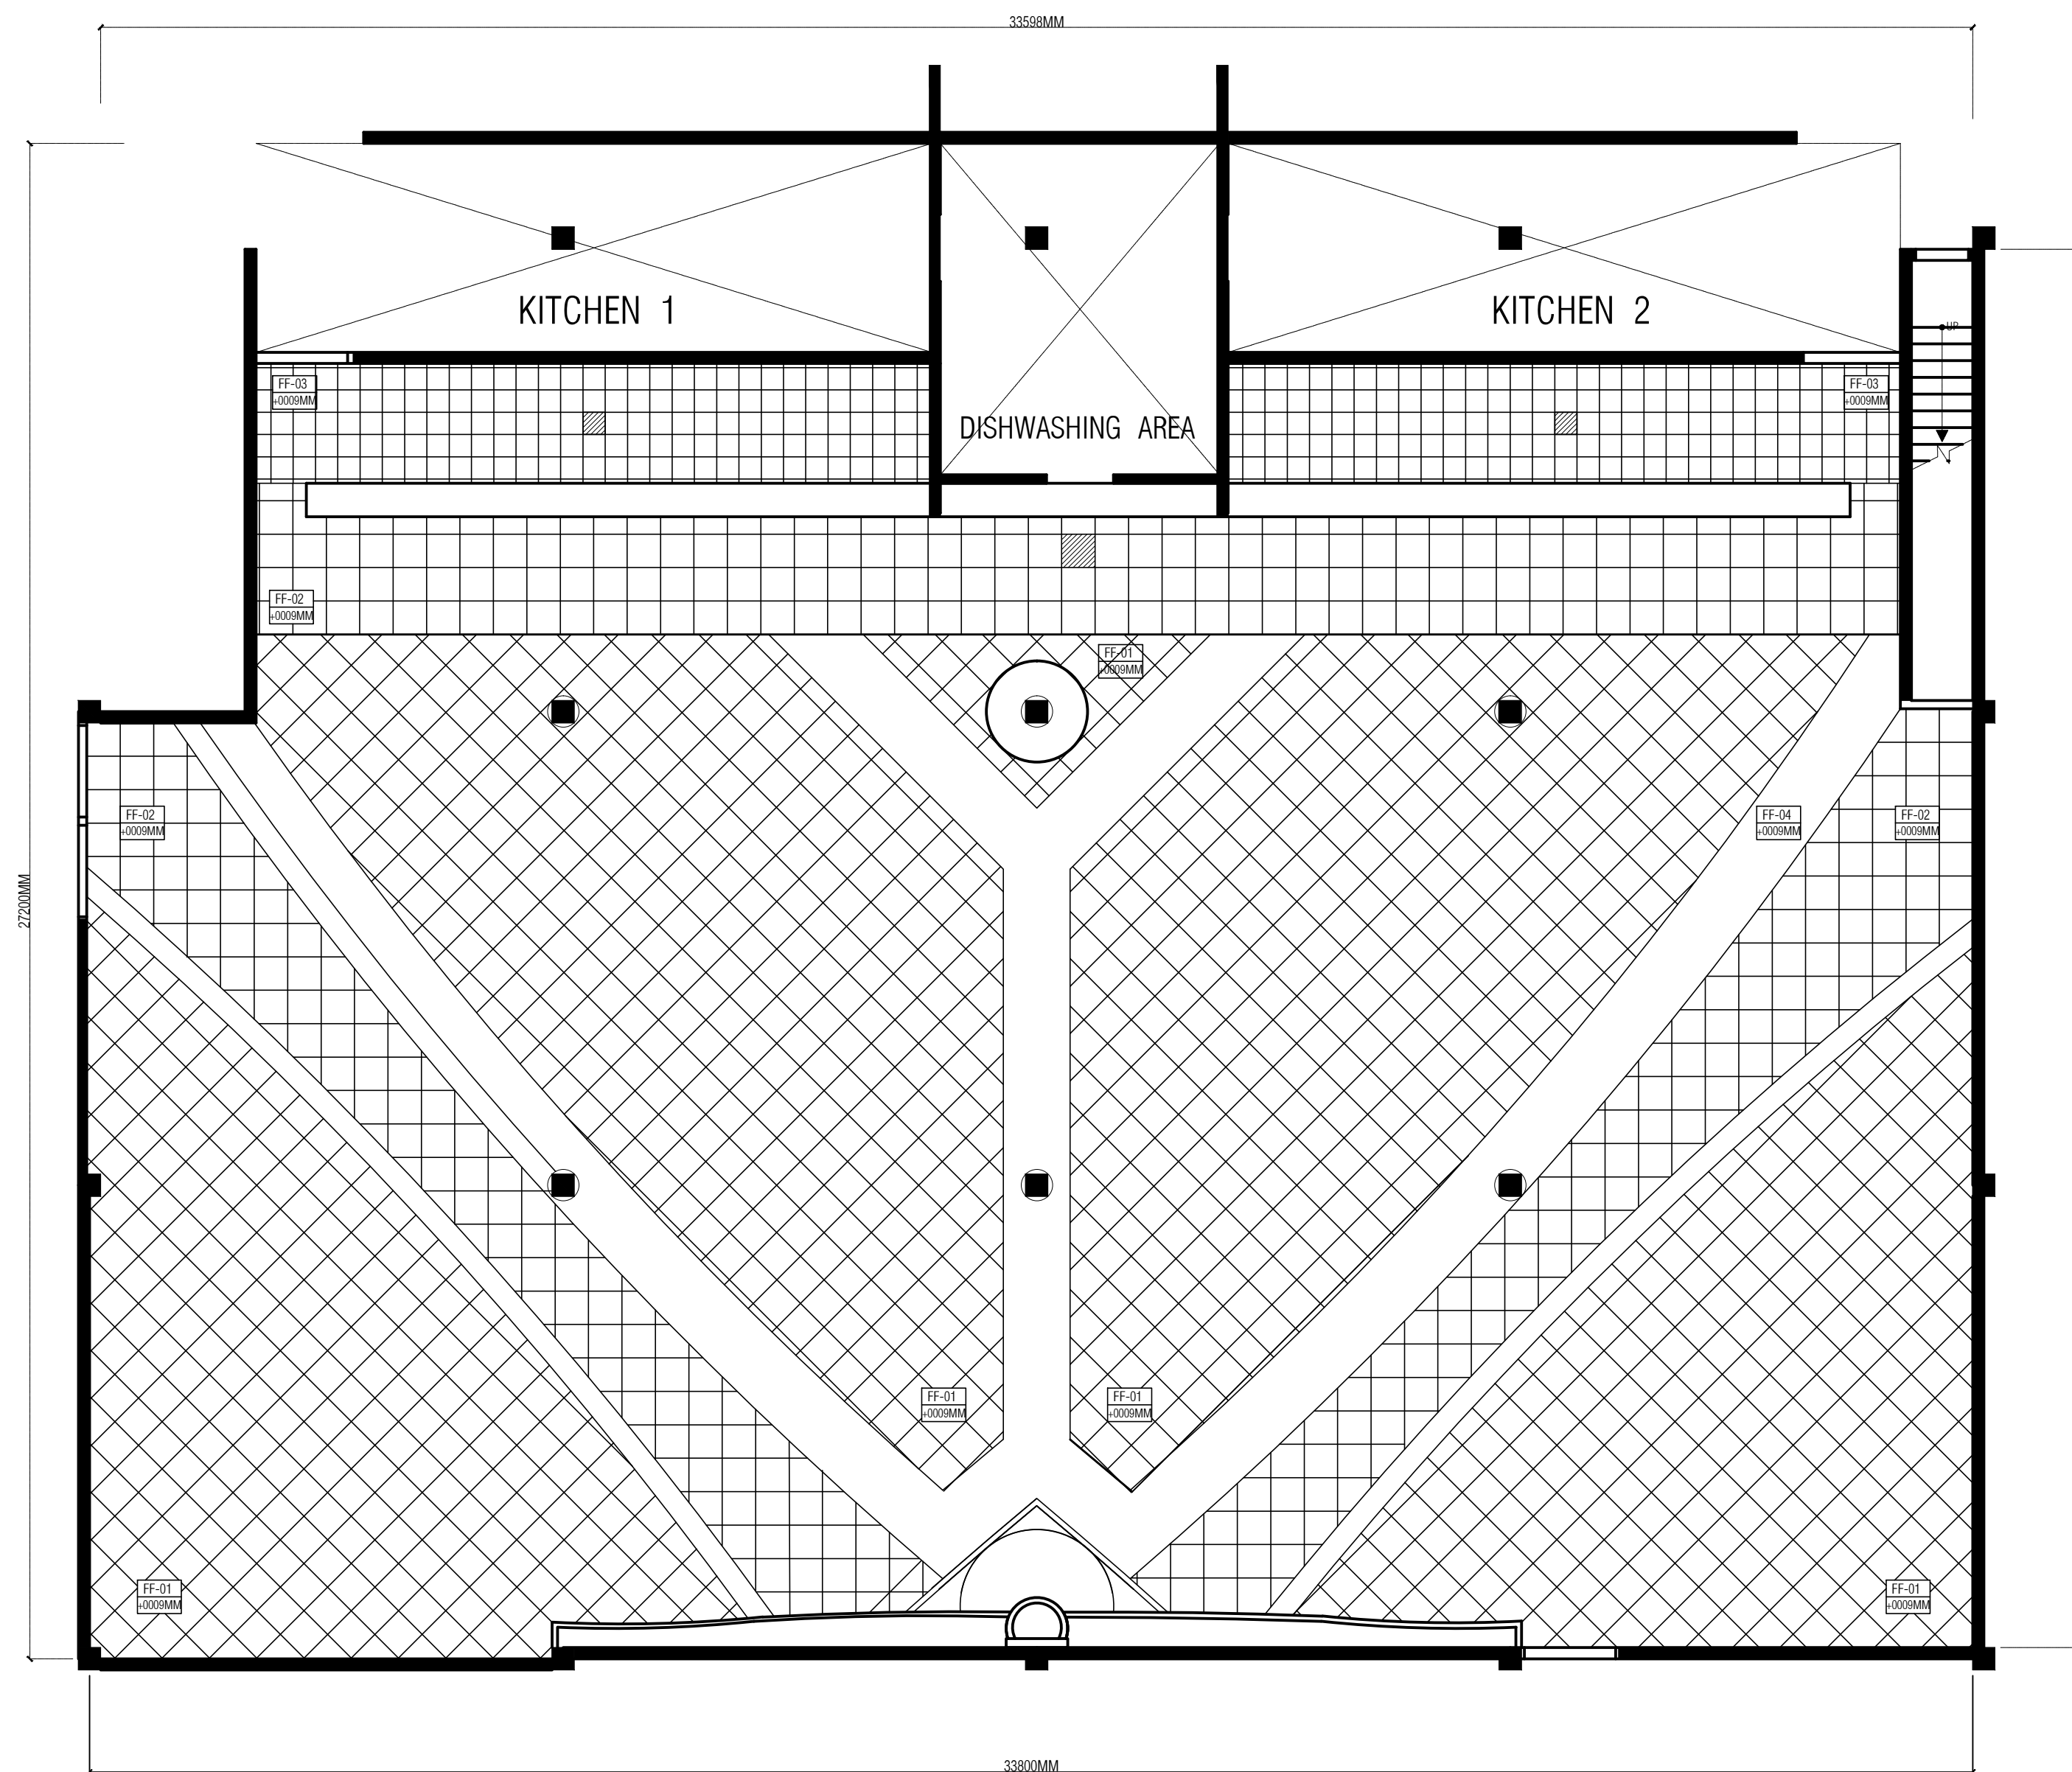 33598MM
KITCHEN 1
KITCHEN 2
UP
FF-03
+0009MM
FF-03
+0009MM
DISHWASHING AREA
FF-02
+0009MM
FF-01
+0009MM
FF-02
+0009MM
FF-04
+0009MM
FF-02
+0009MM
27200MM
FF-01
+0009MM
FF-01
+0009MM
FF-01
+0009MM
FF-01
+0009MM
33800MM